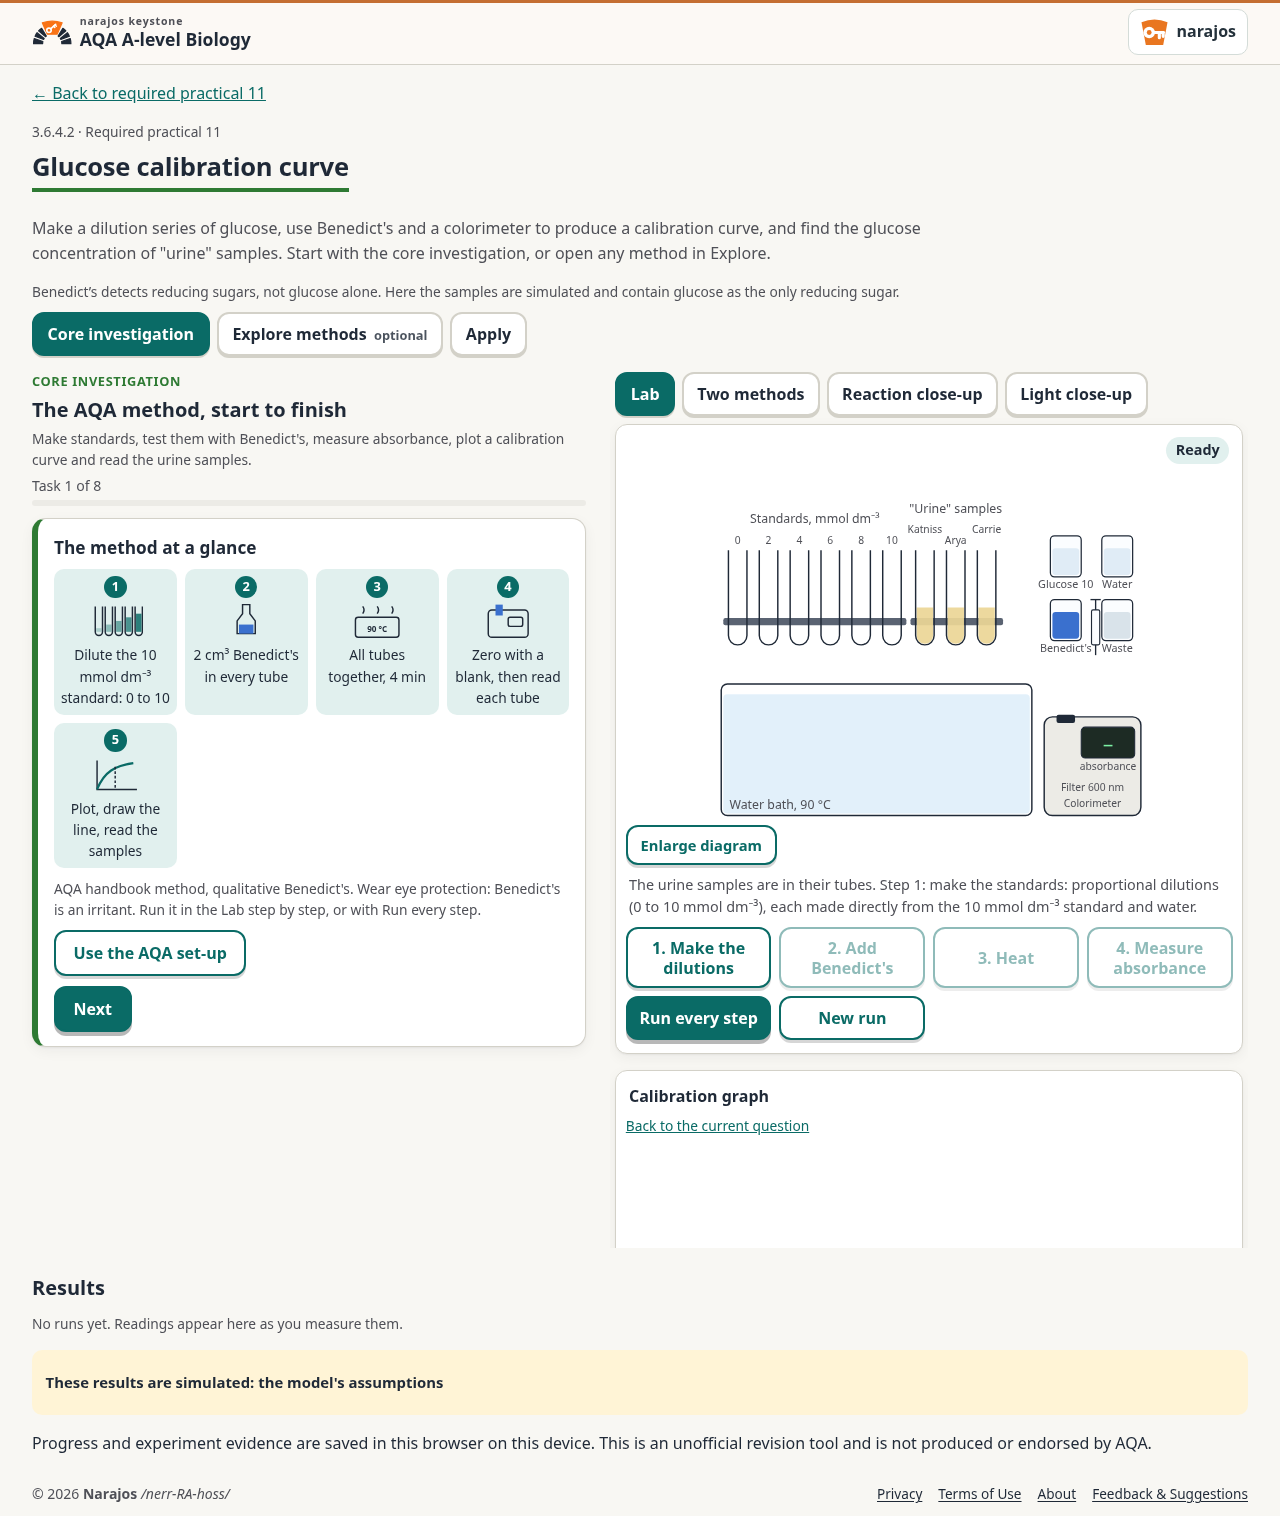 narajos keystone
AQA A-level Biology
narajos
← Back to required practical 11
3.6.4.2 · Required practical 11
Glucose calibration curve
Make a dilution series of glucose, use Benedict's and a colorimeter to produce a calibration curve, and find the glucose
concentration of "urine" samples. Start with the core investigation, or open any method in Explore.
Benedict’s detects reducing sugars, not glucose alone. Here the samples are simulated and contain glucose as the only reducing sugar.
Core investigation
Explore methods optional
Apply
CORE INVESTIGATION
The AQA method, start to finish
Make standards, test them with Benedict's, measure absorbance, plot a calibration
curve and read the urine samples.
Task 1 of 8
The method at a glance
1
Dilute the 10
mmol dm⁻³
standard: 0 to 10
2
2 cm³ Benedict's
in every tube
3
90 °C
All tubes
together, 4 min
4
Zero with a
blank, then read
each tube
5
Plot, draw the
line, read the
samples
AQA handbook method, qualitative Benedict's. Wear eye protection: Benedict's
is an irritant. Run it in the Lab step by step, or with Run every step.
Use the AQA set-up
Next
Lab
Two methods
Reaction close-up
Light close-up
Ready
Standards, mmol dm⁻³
"Urine" samples
0 2 4 6 8 10
Katniss
Arya
Carrie
Glucose 10
Water
Benedict's
Waste
Water bath, 90 °C
–
absorbance
Filter 600 nm
Colorimeter
Enlarge diagram
The urine samples are in their tubes. Step 1: make the standards: proportional dilutions
(0 to 10 mmol dm⁻³), each made directly from the 10 mmol dm⁻³ standard and water.
1. Make the
dilutions
2. Add
Benedict's
3. Heat
4. Measure
absorbance
Run every step
New run
Calibration graph
Back to the current question
Results
No runs yet. Readings appear here as you measure them.
These results are simulated: the model's assumptions
Progress and experiment evidence are saved in this browser on this device. This is an unofficial revision tool and is not produced or endorsed by AQA.
© 2026 Narajos /nerr-RA-hoss/
Privacy
Terms of Use
About
Feedback & Suggestions